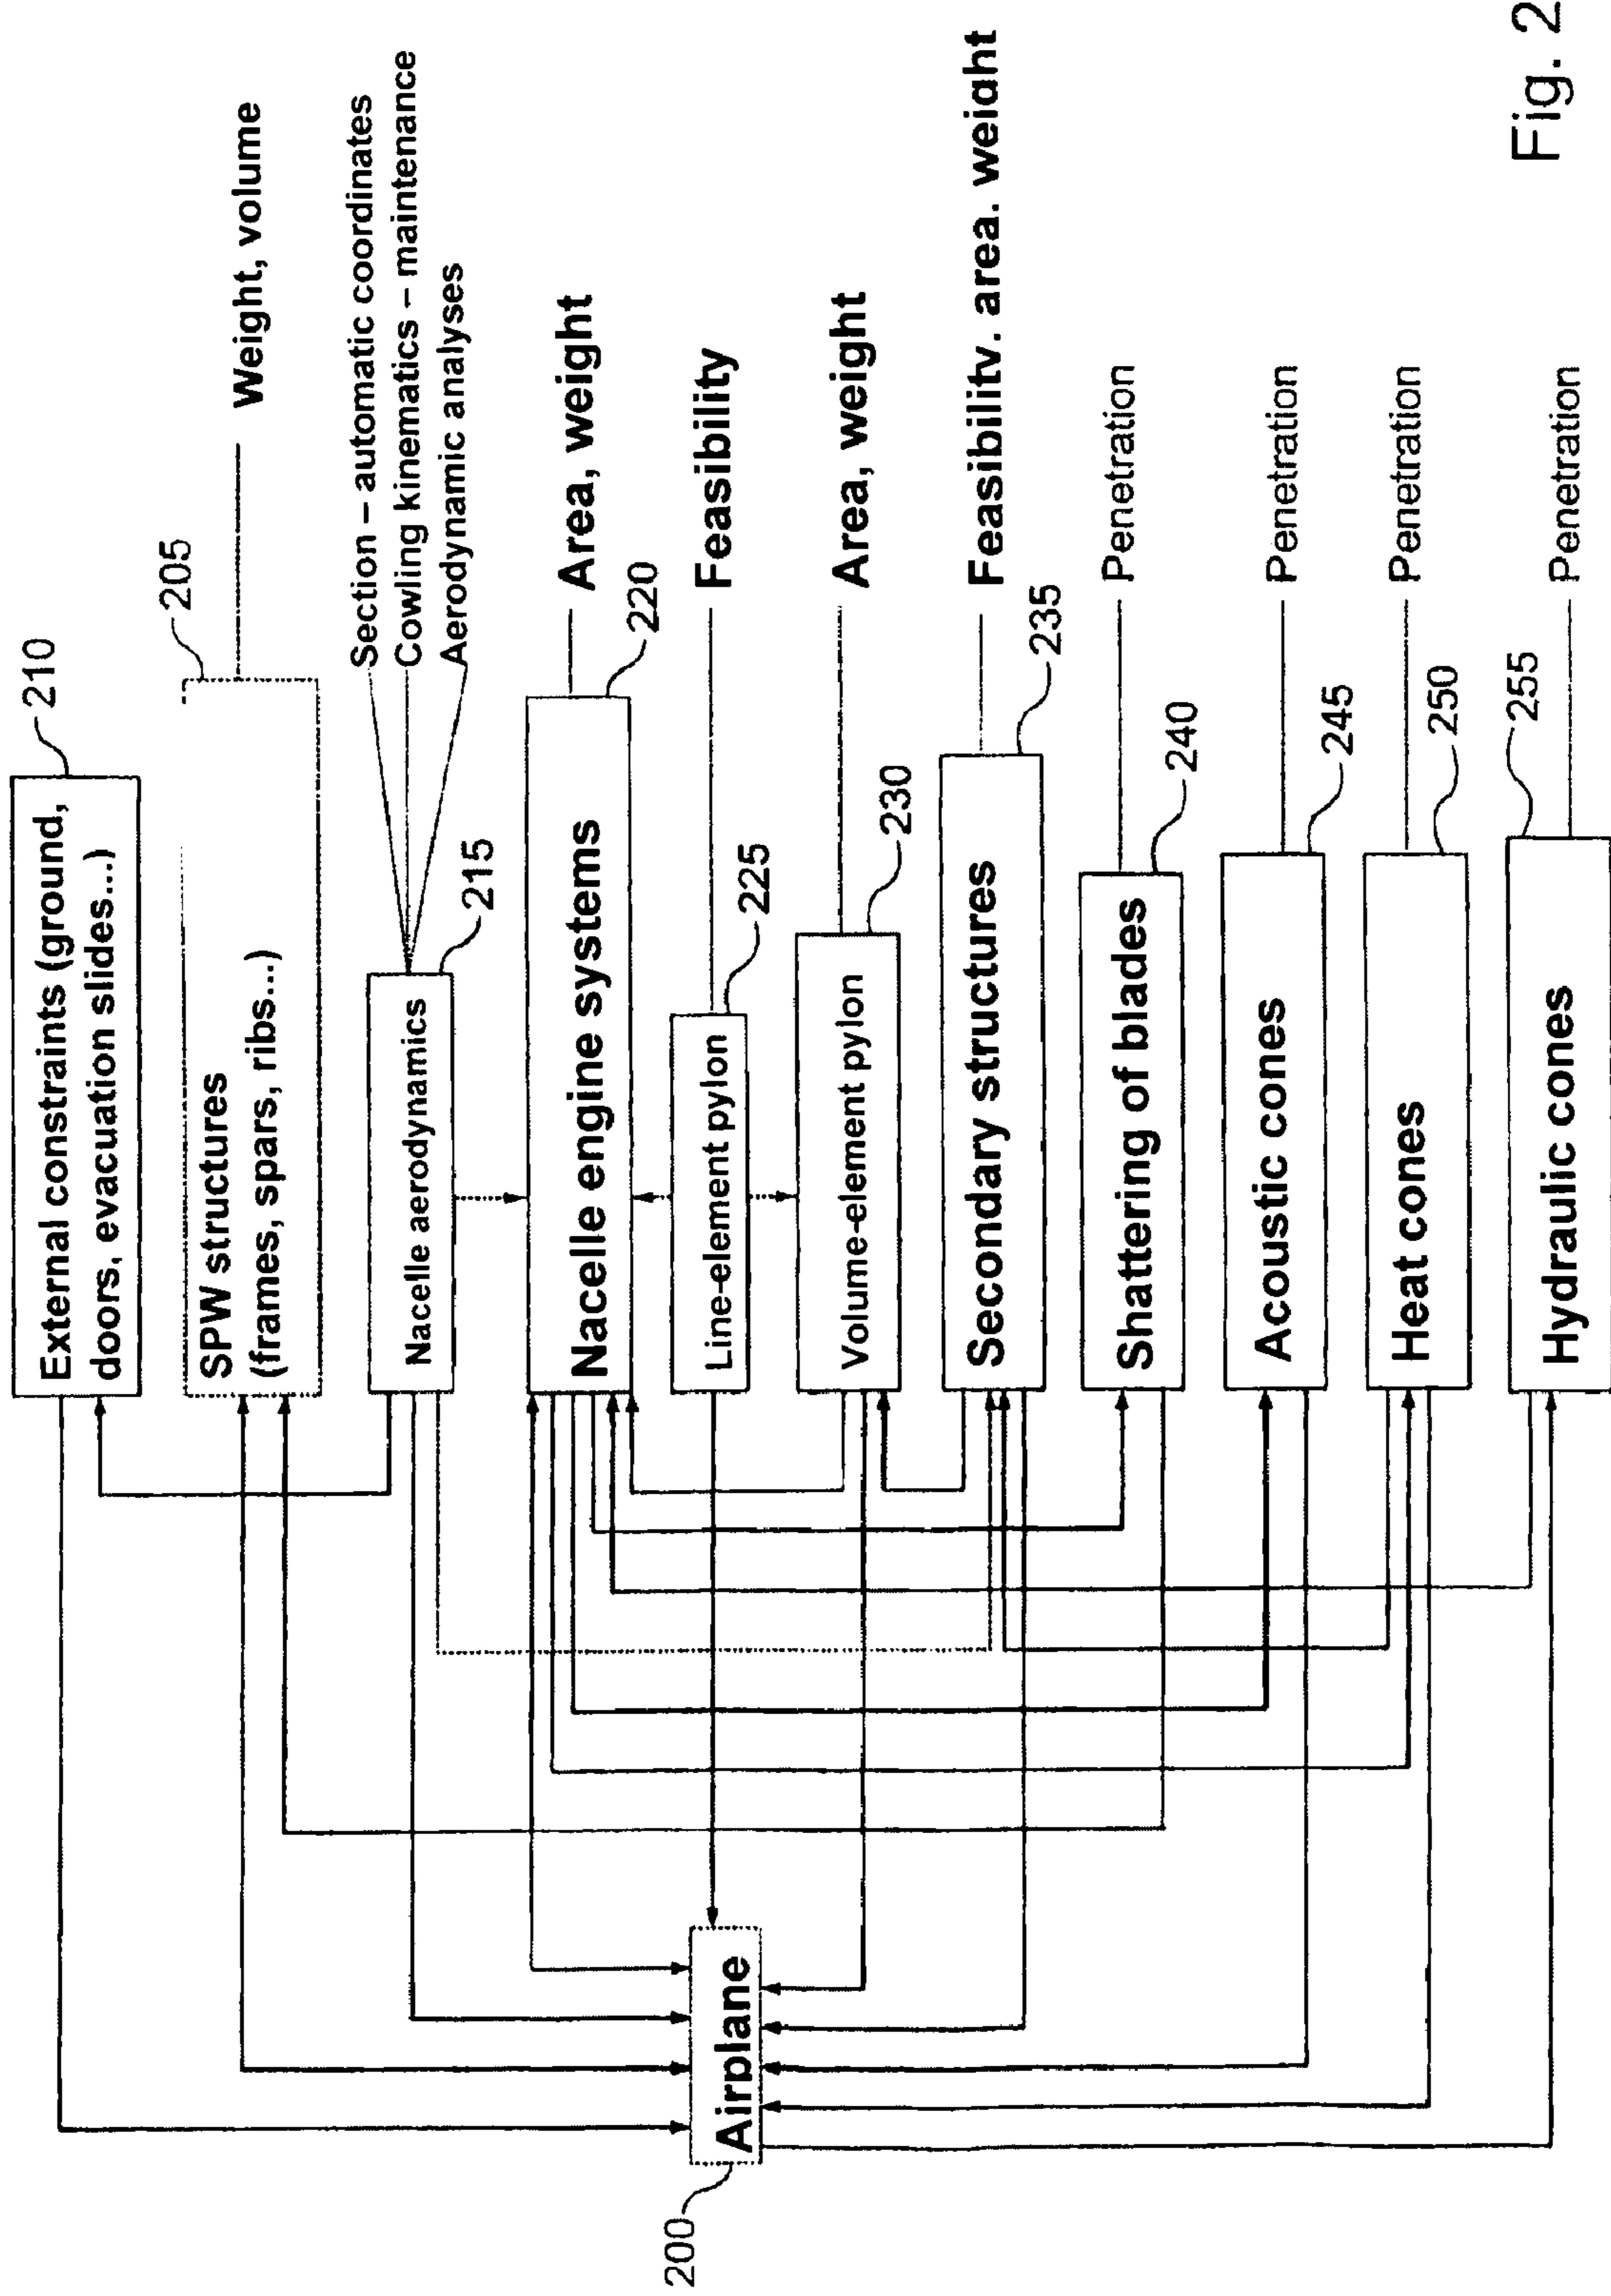 External constraints (ground,
doors, evacuation slides...)
210
SPW structures
(frames, spars, ribs...)
205
Weight, volume
Nacelle aerodynamics
215
Section – automatic coordinates
Cowling kinematics – maintenance
Aerodynamic analyses
Nacelle engine systems
220
Area, weight
Line-element pylon
225
Feasibility
Volume-element pylon
230
Area, weight
Secondary structures
235
Feasibility. area. weight
Shattering of blades
240
Penetration
Acoustic cones
245
Penetration
Heat cones
250
Penetration
Hydraulic cones
255
Penetration
Airplane
200
Fig. 2